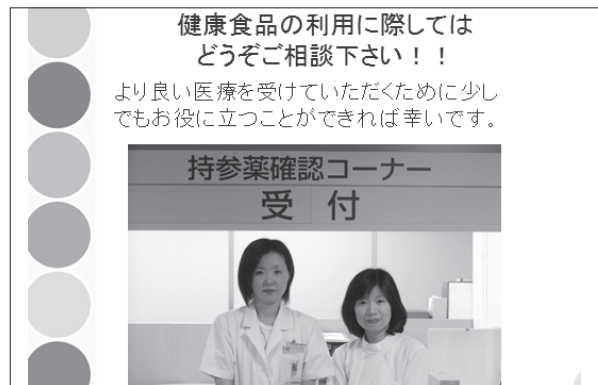 健康食品の利用に際しては
どうぞご相談下さい！！
より良い医療を受けていただくために少し
でもお役に立つことができれば幸いです。
持参薬確認コーナー
受 付